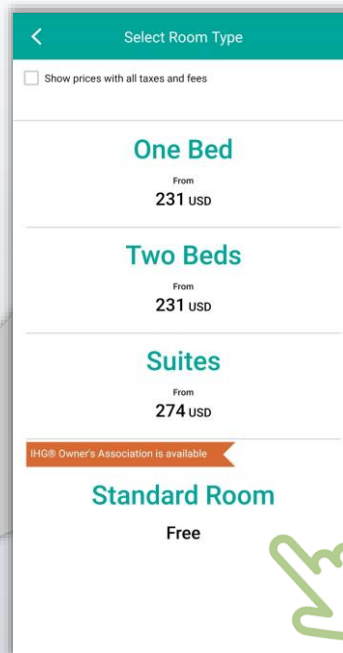 Select Room Type
Show prices with all taxes and fees
One Bed
From
231 USD
Two Beds
From
231 USD
Suites
From
274 USD
IHG® Owner's Association is available
Standard Room
Free